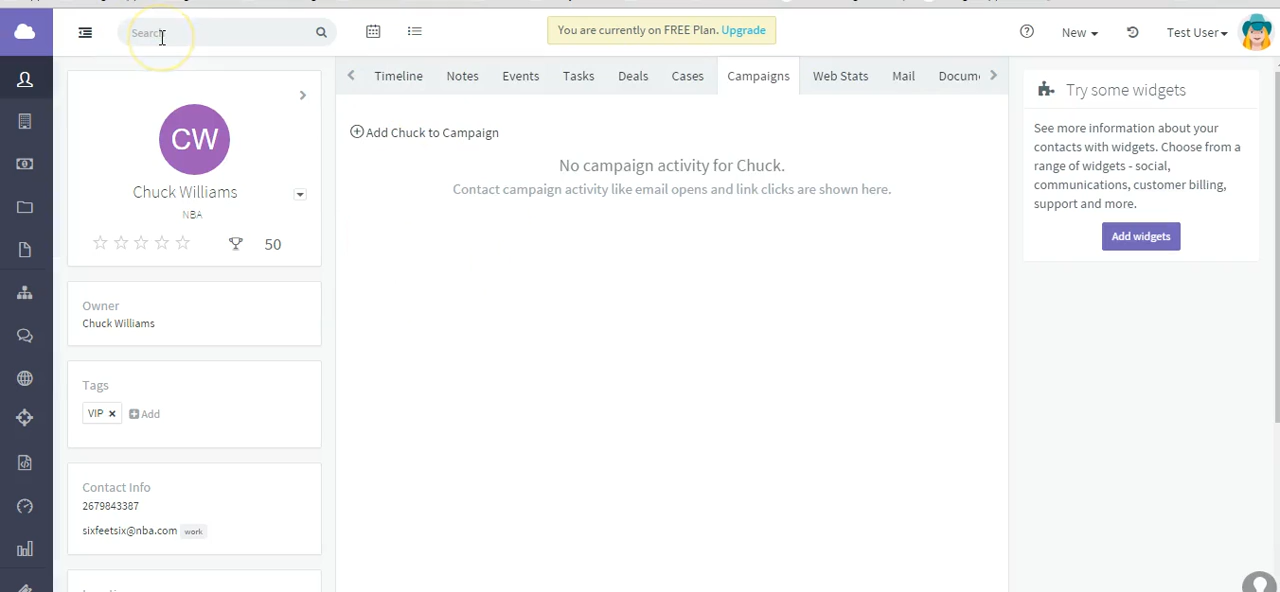 Search
You are currently on FREE Plan. Upgrade
New
Test User
CW
Chuck Williams
NBA
50
Owner
Chuck Williams
Tags
VIP × Add
Contact Info
2679843387
sixfeetsix@nba.com work
Timeline Notes Events Tasks Deals Cases Campaigns Web Stats Mail Docum
Add Chuck to Campaign
No campaign activity for Chuck.
Contact campaign activity like email opens and link clicks are shown here.
Try some widgets
See more information about your
contacts with widgets. Choose from a
range of widgets - social,
communications, customer billing,
support and more.
Add widgets